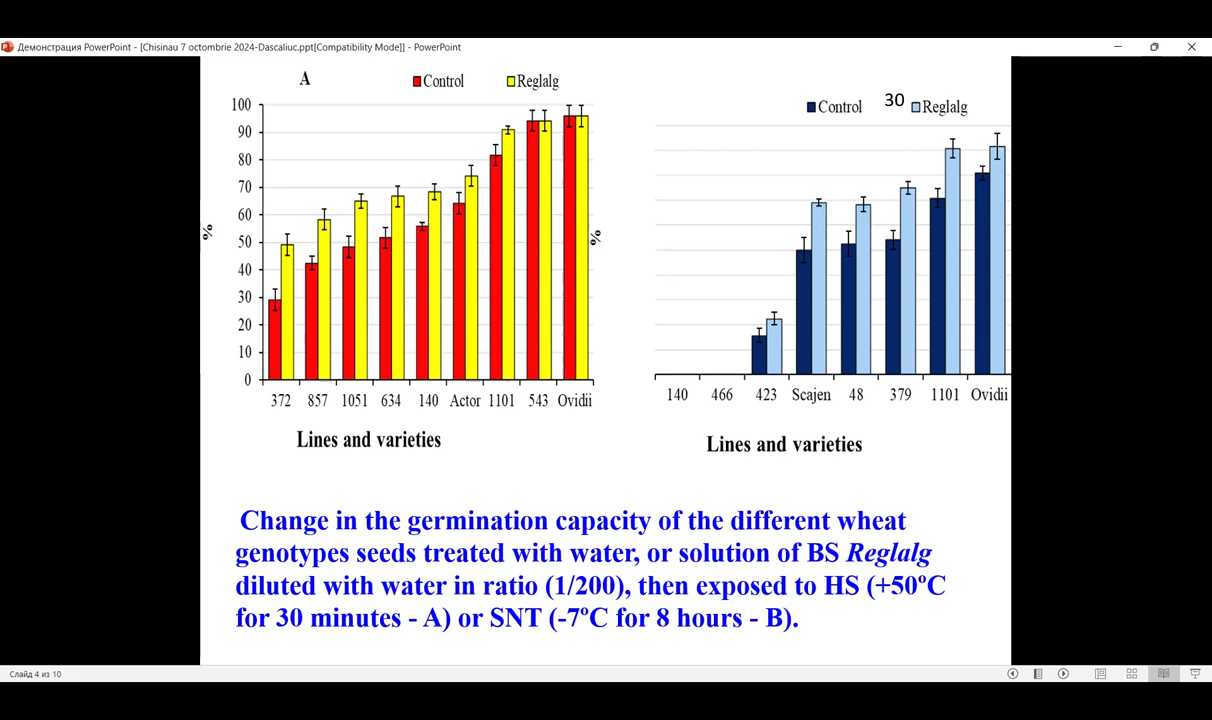 Демонстрация PowerPoint - [Chisinau 7 octombrie 2024-Dascaliuc.ppt[Compatibility Mode]] - PowerPoint
A
Control Reglalg
100
90
80
70
60
50
40
30
20
10
0
%
372 857 1051 634 140 Actor 1101 543 Ovidii
Lines and varieties
Control 30 Reglalg
%
140 466 423 Scajen 48 379 1101 Ovidii
Lines and varieties
Change in the germination capacity of the different wheat
genotypes seeds treated with water, or solution of BS Reglalg
diluted with water in ratio (1/200), then exposed to HS (+50ºC
for 30 minutes - A) or SNT (-7ºC for 8 hours - B).
Слайд 4 из 10